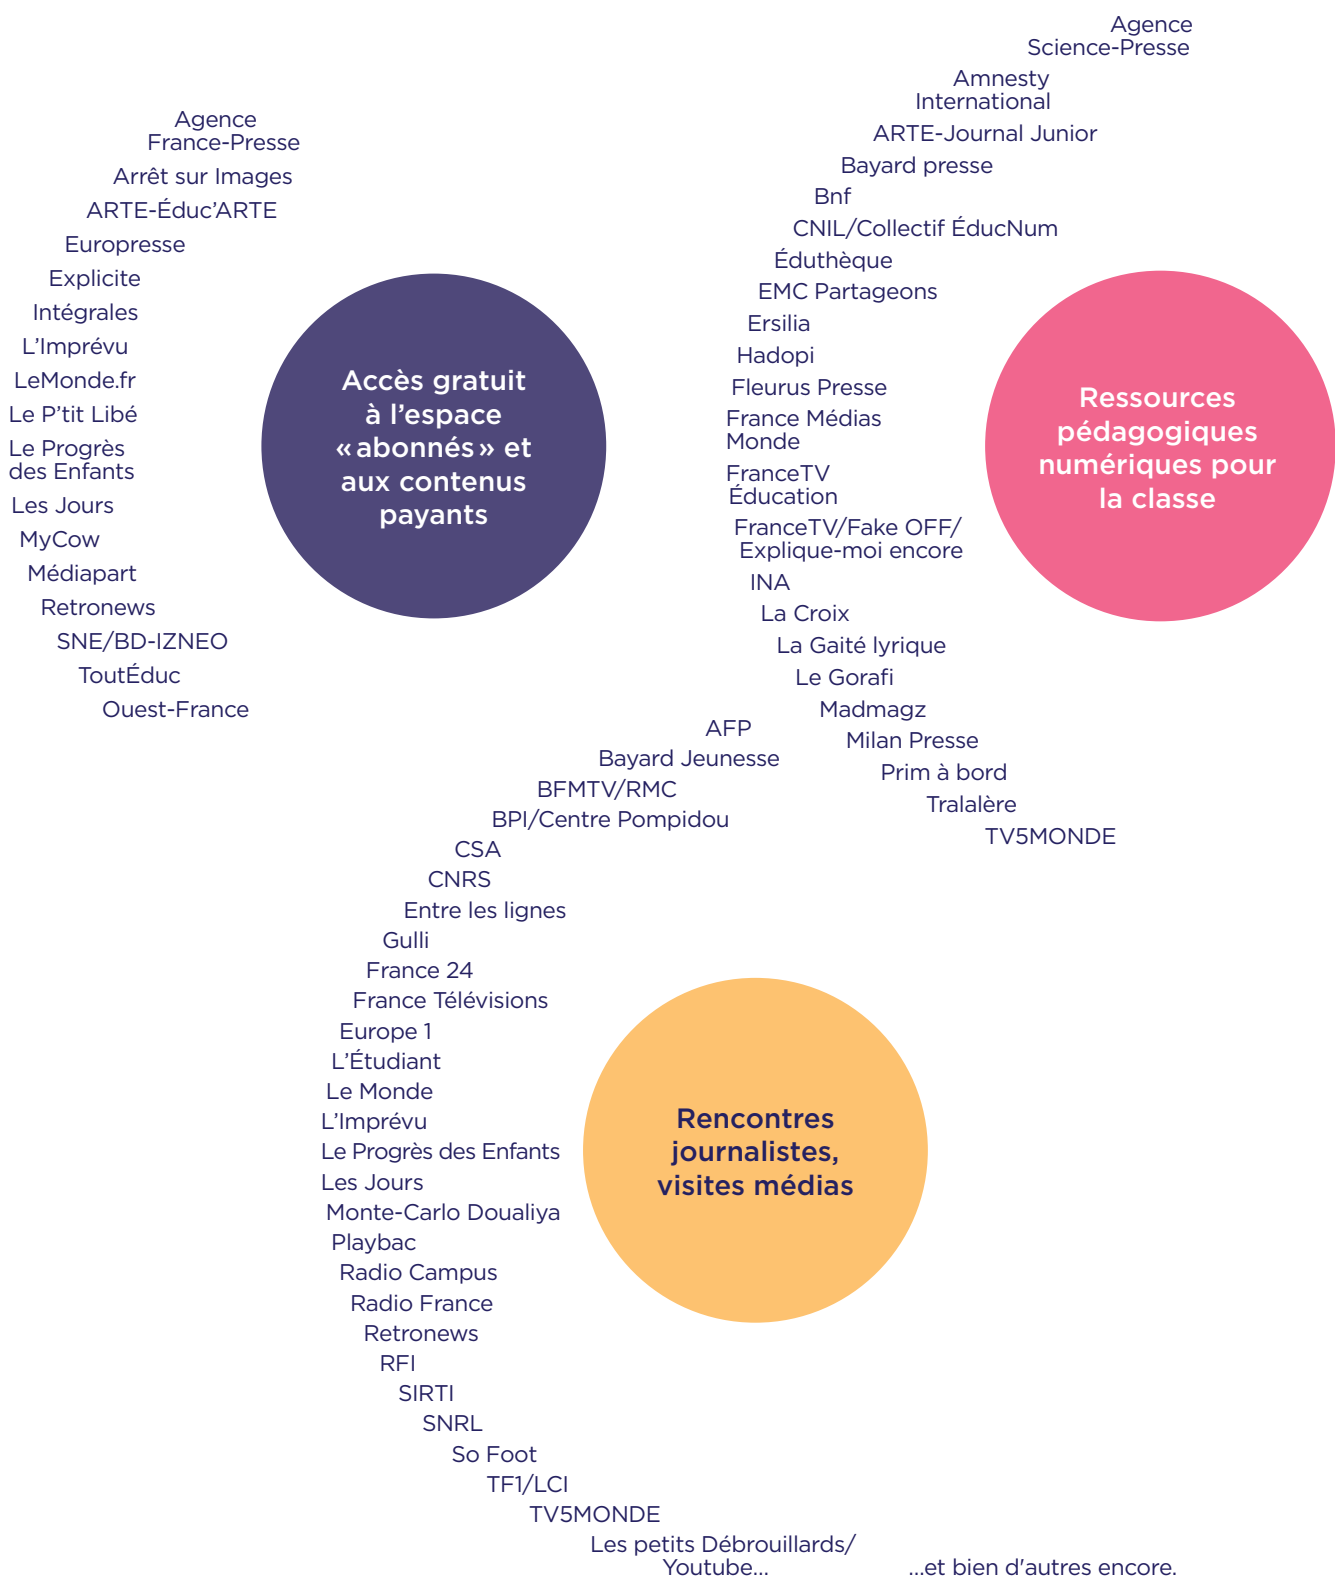 Agence
France-Presse
Arrêt sur Images
ARTE-Éduc’ARTE
Europresse
Explicite
Intégrales
L’Imprévu
LeMonde.fr
Le P’tit Libé
Le Progrès
des Enfants
Les Jours
MyCow
Médiapart
Retronews
SNE/BD-IZNEO
ToutÉduc
Ouest-France
Accès gratuit
à l’espace
« abonnés » et
aux contenus
payants
Agence
Science-Presse
Amnesty
International
ARTE-Journal Junior
Bayard presse
Bnf
CNIL/Collectif ÉducNum
Éduthèque
EMC Partageons
Ersilia
Hadopi
Fleurus Presse
France Médias
Monde
FranceTV
Éducation
FranceTV/Fake OFF/
Explique-moi encore
INA
La Croix
La Gaité lyrique
Le Gorafi
Madmagz
Milan Presse
Prim à bord
Tralalère
TV5MONDE
Ressources
pédagogiques
numériques pour
la classe
AFP
Bayard Jeunesse
BFMTV/RMC
BPI/Centre Pompidou
CSA
CNRS
Entre les lignes
Gulli
France 24
France Télévisions
Europe 1
L’Étudiant
Le Monde
L’Imprévu
Le Progrès des Enfants
Les Jours
Monte-Carlo Doualiya
Playbac
Radio Campus
Radio France
Retronews
RFI
SIRTI
SNRL
So Foot
TF1/LCI
TV5MONDE
Les petits Débrouillards/
Youtube...
Rencontres
journalistes,
visites médias
...et bien d'autres encore.